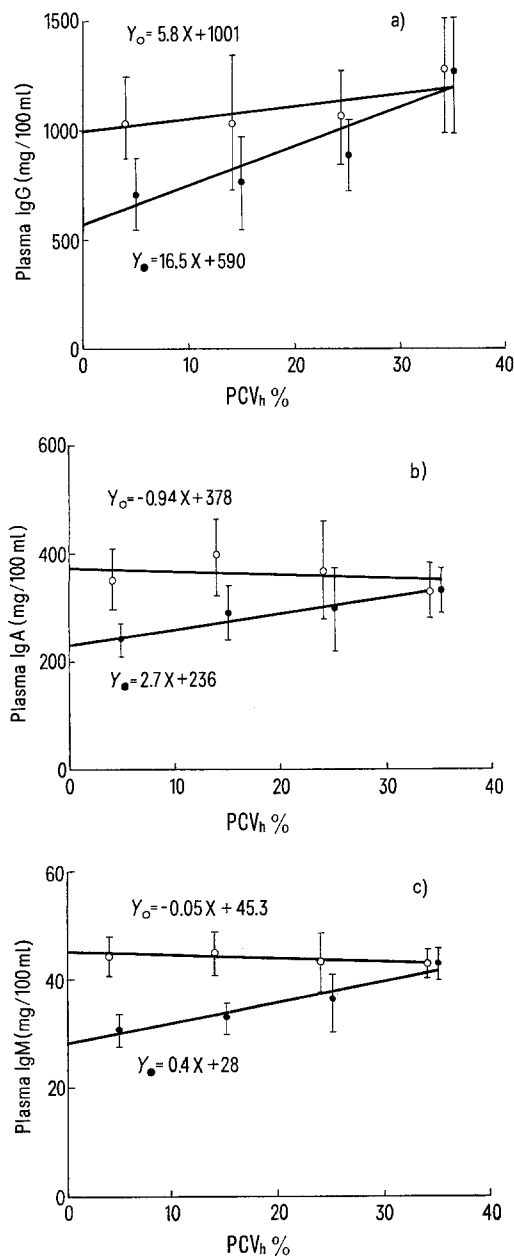 a)
Y○ = 5.8 X + 1001
1500
1000
500
0
Plasma IgG (mg/100 ml)
Y● = 16.5 X + 590
0 10 20 30 40
PCVh %
b)
Y○ = -0.94 X + 378
600
400
200
0
Plasma IgA (mg/100 ml)
Y● = 2.7 X + 236
0 10 20 30 40
PCVh %
c)
Y○ = -0.05 X + 45.3
60
40
20
0
Plasma IgM (mg/100 ml)
Y● = 0.4 X + 28
0 10 20 30 40
PCVh %